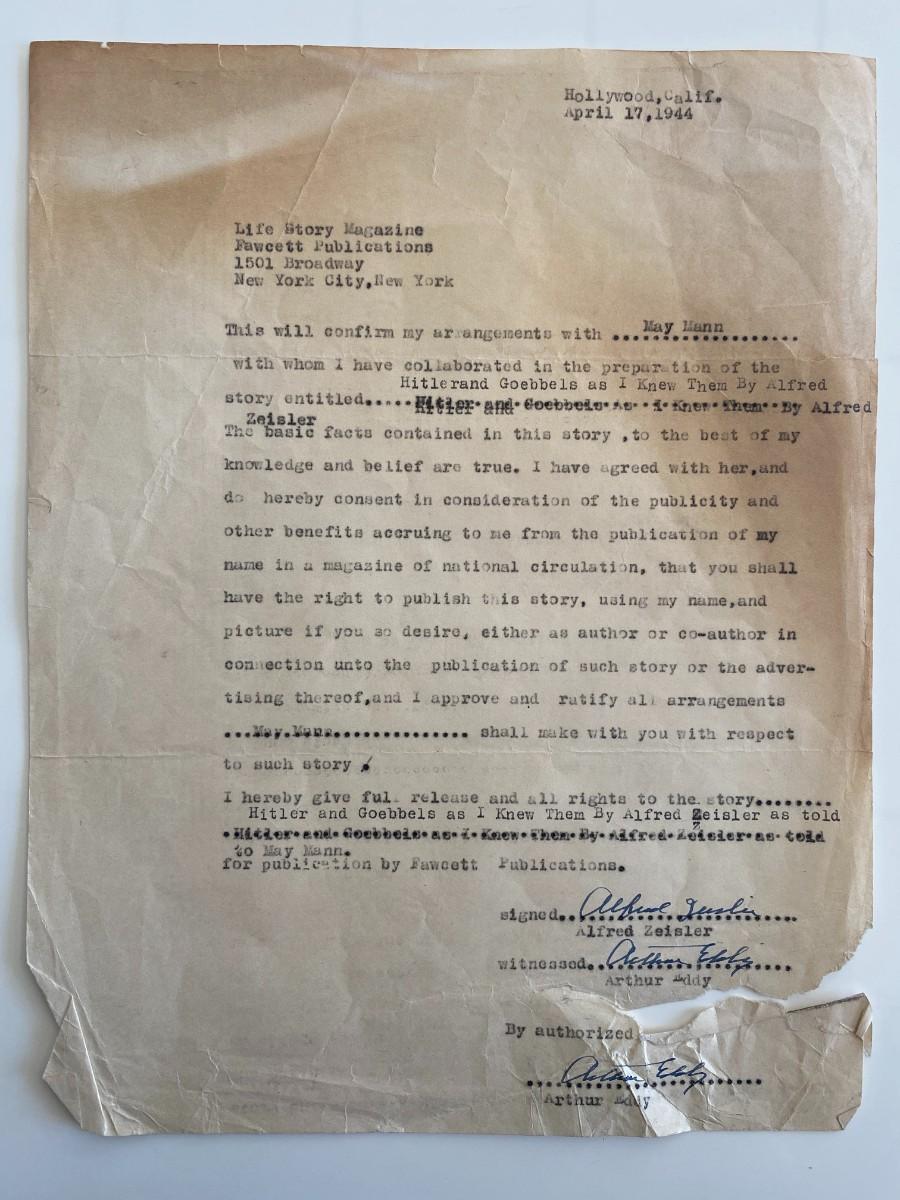 Hollywood,Calif.
April 17,1944
Life Story Magazine
Fawcett Publications
1501 Broadway
New York City,New York
This will confirm my arrangements with ...May Mann...................
with whom I have collaborated in the preparation of the
Hitlerand Goebbels as I Knew Them By Alfred
story entitled.....Hitler and Goebbels As I Knew Them By Alfred
Zeisler
The basic facts contained in this story ,to the best of my
knowledge and belief are true. I have agreed with her,and
do hereby consent in consideration of the publicity and
other benefits accruing to me from the publication of my
name in a magazine of national circulation, that you shall
have the right to publish this story, using my name,and
picture if you so desire, either as author or co-author in
connection unto the publication of such story or the adver-
tising thereof,and I approve and ratify all arrangements
...May.Mann............... shall make with you with respect
to such story .
I hereby give full release and all rights to the story........
Hitler and Goebbels as I Knew Them By Alfred Zeisler as told
.Hitler.and.Goebbels.as.I.Knew.Them.By.Alfred.Zeisler.as.told
to May Mann.
for publication by Fawcett Publications.
signed..Alfred Zeisler....
Alfred Zeisler
witnessed..Arthur Eddy....
Arthur Eddy
By authorized
....Arthur Eddy.......
Arthur Eddy